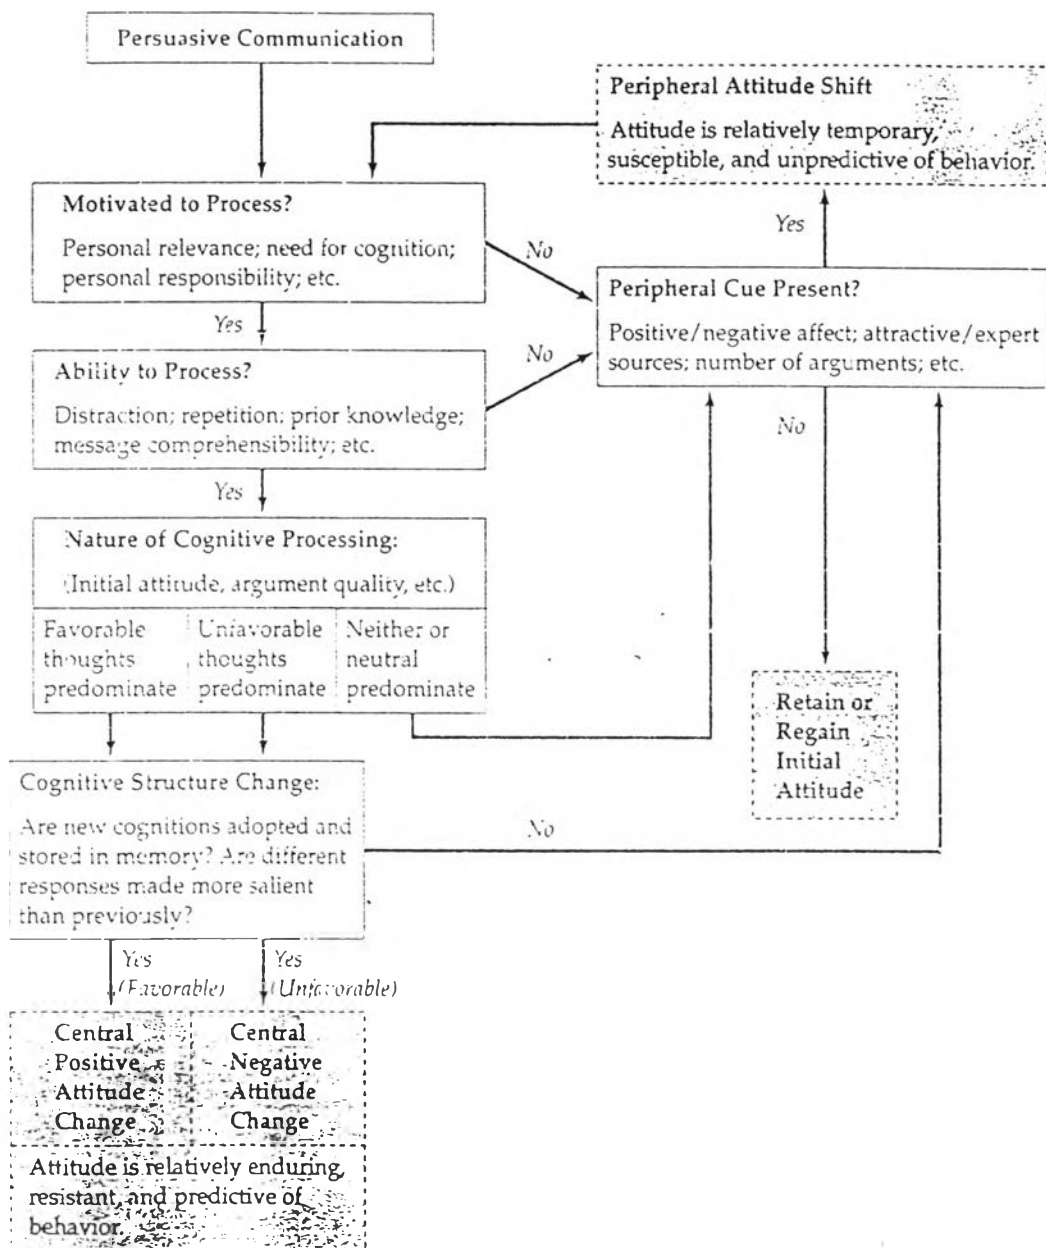 Persuasive Communication
Peripheral Attitude Shift
Attitude is relatively temporary,
susceptible, and unpredictive of behavior.
Motivated to Process?
Personal relevance; need for cognition;
personal responsibility; etc.
No
Yes
Peripheral Cue Present?
Positive/negative affect; attractive/expert
sources; number of arguments; etc.
Yes
Ability to Process?
Distraction; repetition; prior knowledge;
message comprehensibility; etc.
No
No
Yes
Nature of Cognitive Processing:
(Initial attitude, argument quality, etc.)
Favorable
thoughts
predominate
Unfavorable
thoughts
predominate
Neither or
neutral
predominate
Retain or
Regain
Initial
Attitude
Cognitive Structure Change:
Are new cognitions adopted and
stored in memory? Are different
responses made more salient
than previously?
No
Yes
(Favorable)
Yes
(Unfavorable)
Central
Positive
Attitude
Change
Central
Negative
Attitude
Change
Attitude is relatively enduring,
resistant, and predictive of
behavior.